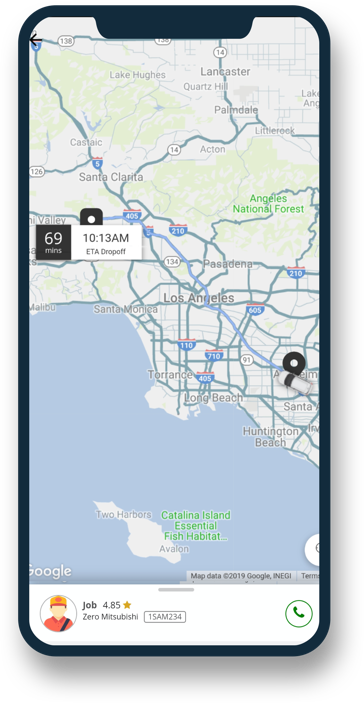 138
138
14
Lake Hughes
Lancaster
Quartz Hill
Palmdale
Littlerock
Castaic
14
Acton
126
5
Santa Clarita
Angeles
National Forest
405
69
mins
10:13AM
ETA Dropoff
210
134
Pasadena
210
Malibu
Santa Monica
Los Angeles
605
110
710
91
Torrance
405
Long Beach
Santa A
Huntington
Beach
Two Harbors
Catalina Island
Essential
Fish Habitat...
Avalon
Google
Map data ©2019 Google, INEGI
Terms
Job 4.85
Zero Mitsubishi 1SAM234